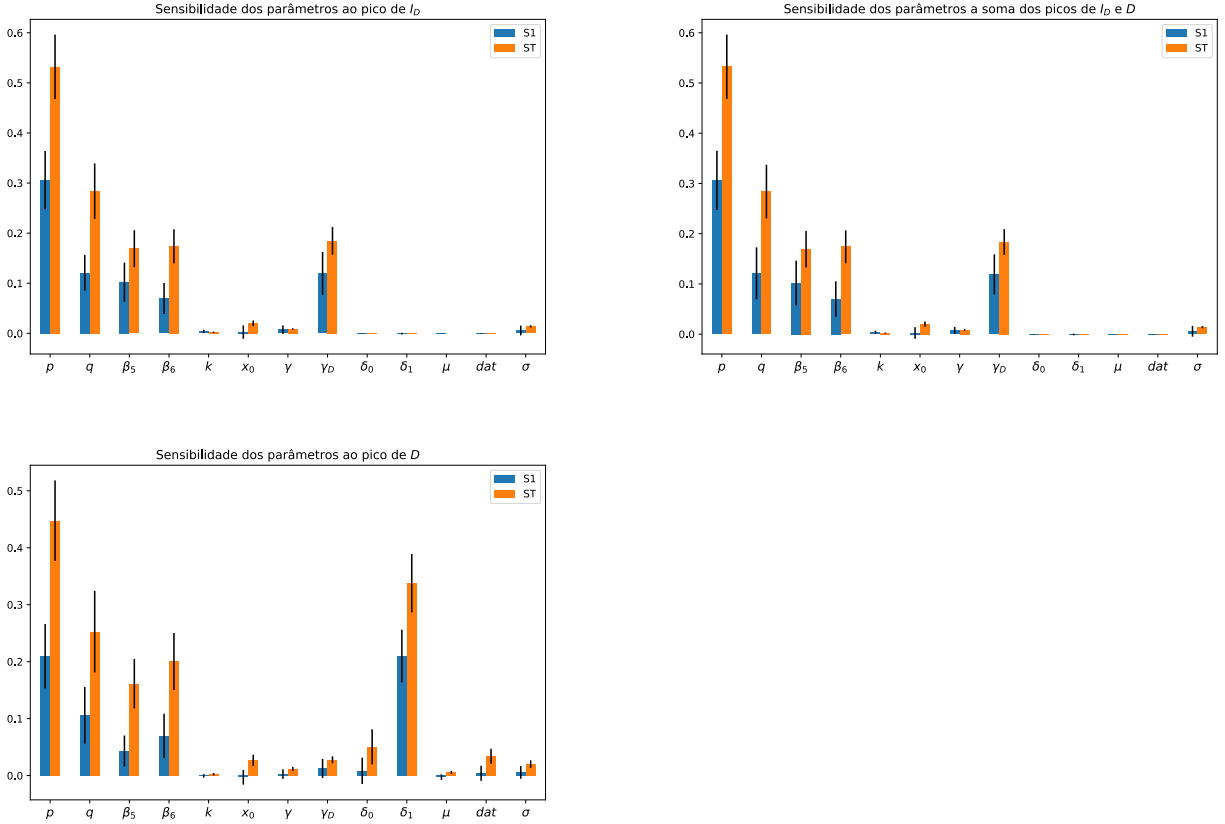 Sensibilidade dos parâmetros ao pico de I_D
S1
ST
0.6
0.5
0.4
0.3
0.2
0.1
0.0
p q β₅ β₆ k x₀ γ γ_D δ₀ δ₁ μ dat σ
Sensibilidade dos parâmetros a soma dos picos de I_D e D
S1
ST
0.6
0.5
0.4
0.3
0.2
0.1
0.0
p q β₅ β₆ k x₀ γ γ_D δ₀ δ₁ μ dat σ
Sensibilidade dos parâmetros ao pico de D
S1
ST
0.5
0.4
0.3
0.2
0.1
0.0
p q β₅ β₆ k x₀ γ γ_D δ₀ δ₁ μ dat σ